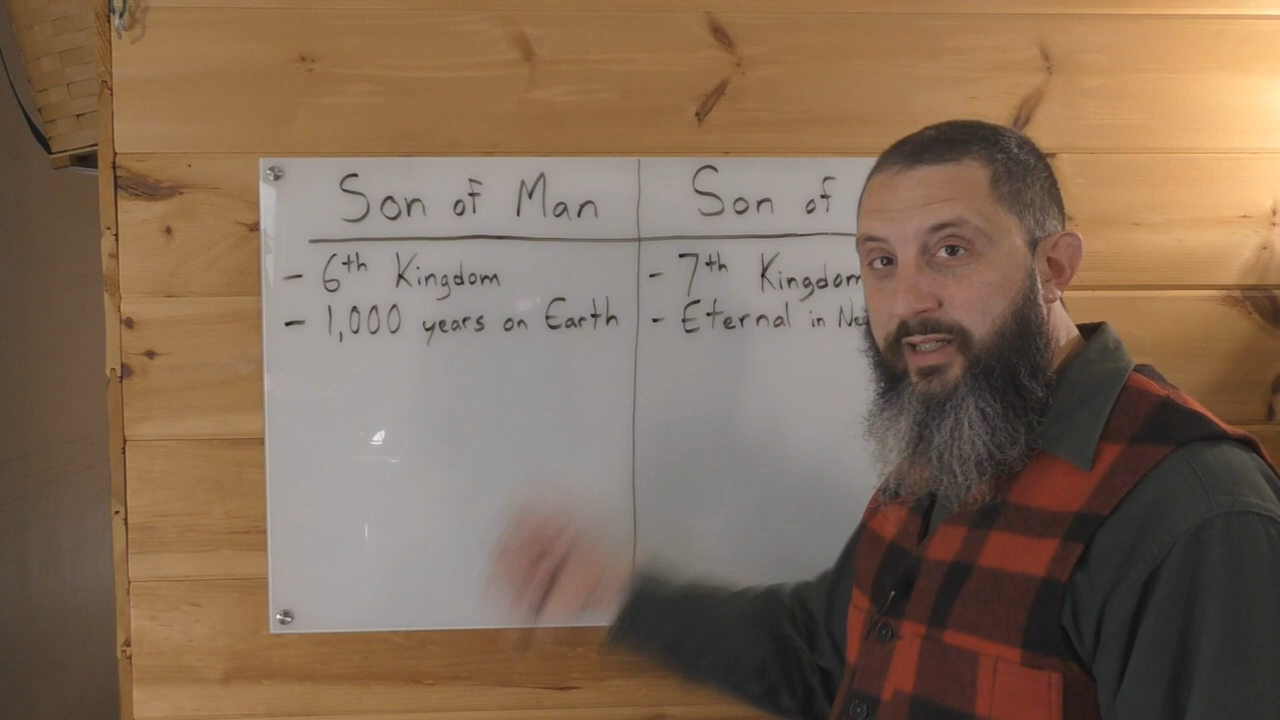 Son of Man
Son of
- 6th Kingdom
- 1,000 years on Earth
- 7th Kingdom
- Eternal in